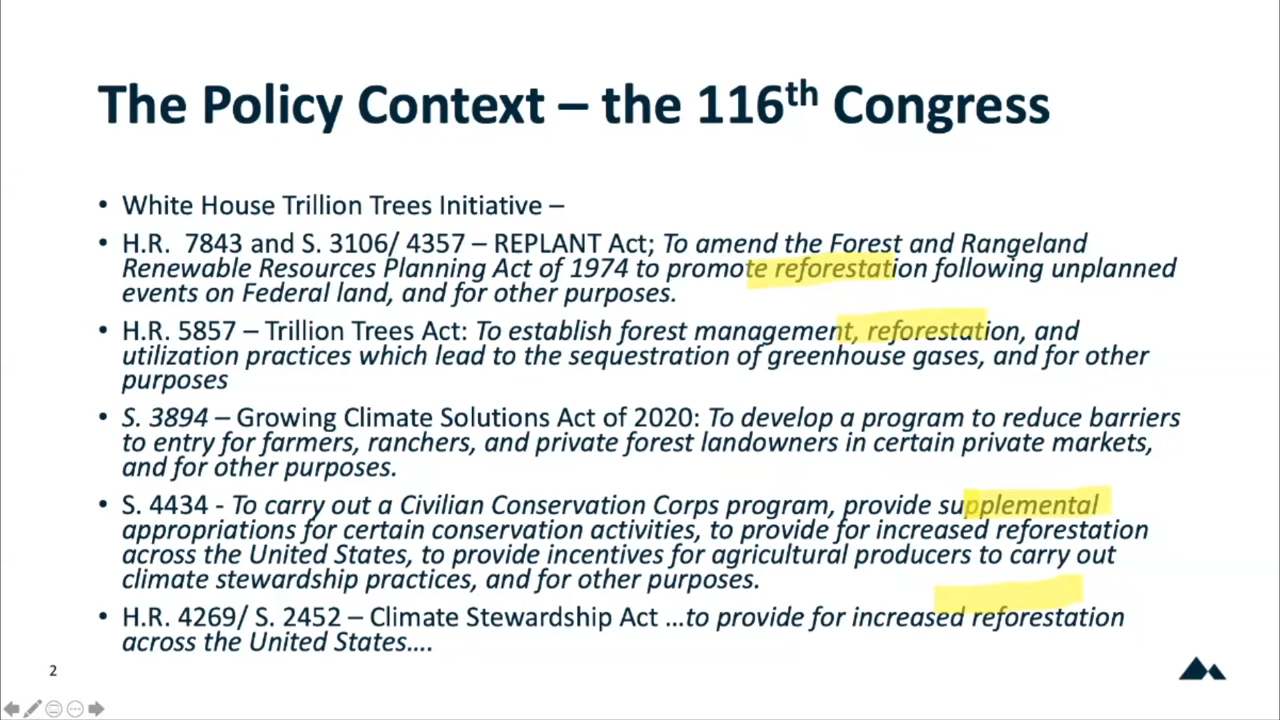 The Policy Context – the 116th Congress
• White House Trillion Trees Initiative –
• H.R.  7843 and S. 3106/ 4357 – REPLANT Act; To amend the Forest and Rangeland
Renewable Resources Planning Act of 1974 to promote reforestation following unplanned
events on Federal land, and for other purposes.
• H.R. 5857 – Trillion Trees Act: To establish forest management, reforestation, and
utilization practices which lead to the sequestration of greenhouse gases, and for other
purposes
• S. 3894 – Growing Climate Solutions Act of 2020: To develop a program to reduce barriers
to entry for farmers, ranchers, and private forest landowners in certain private markets,
and for other purposes.
• S. 4434 - To carry out a Civilian Conservation Corps program, provide supplemental
appropriations for certain conservation activities, to provide for increased reforestation
across the United States, to provide incentives for agricultural producers to carry out
climate stewardship practices, and for other purposes.
• H.R. 4269/ S. 2452 – Climate Stewardship Act …to provide for increased reforestation
across the United States….
2